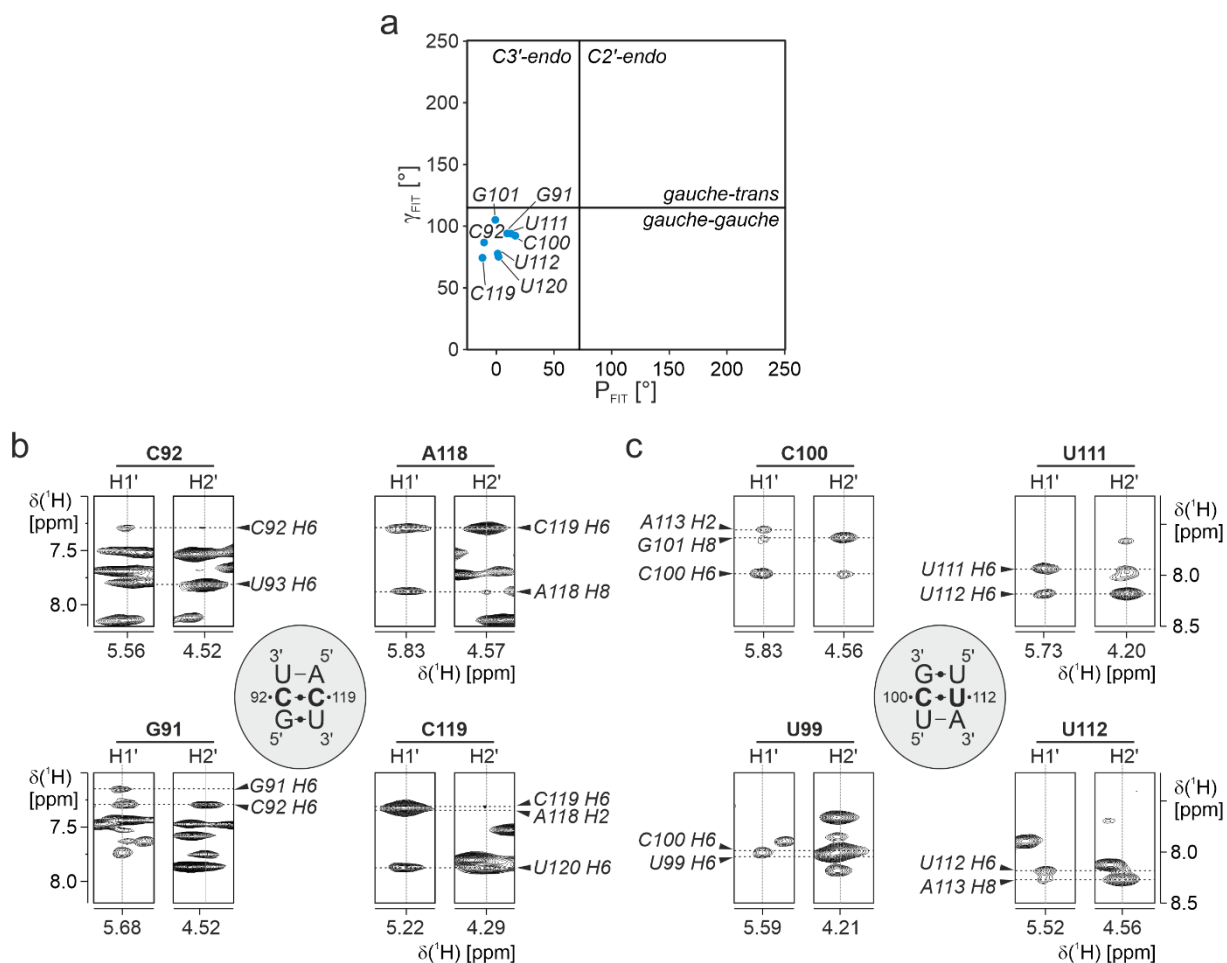 a
C3'-endo C2'-endo
250
200
150
100
50
0
γFIT [°]
G101 G91
gauche-trans
gauche-gauche
C92 U111
C100
U112
C119 U120
0 50 100 150 200 250
PFIT [°]
b
C92
H1' H2'
δ(¹H)
[ppm]
7.5
8.0
C92 H6
U93 H6
5.56 4.52
A118
H1' H2'
C119 H6
A118 H8
5.83 4.57
δ(¹H) [ppm]
3' 5'
U–A
92 C C 119
G U
5' 3'
G91
H1' H2'
δ(¹H)
[ppm]
7.5
8.0
G91 H6
C92 H6
5.68 4.52
C119
H1' H2'
C119 H6
A118 H2
U120 H6
5.22 4.29
δ(¹H) [ppm]
c
C100
H1' H2'
A113 H2
G101 H8
C100 H6
5.83 4.56
U111
H1' H2'
δ(¹H)
[ppm]
8.0
8.5
U111 H6
U112 H6
5.73 4.20
δ(¹H) [ppm]
3' 5'
G U
100 C U 112
U–A
5' 3'
U99
H1' H2'
C100 H6
U99 H6
5.59 4.21
U112
H1' H2'
δ(¹H)
[ppm]
8.0
8.5
U112 H6
A113 H8
5.52 4.56
δ(¹H) [ppm]